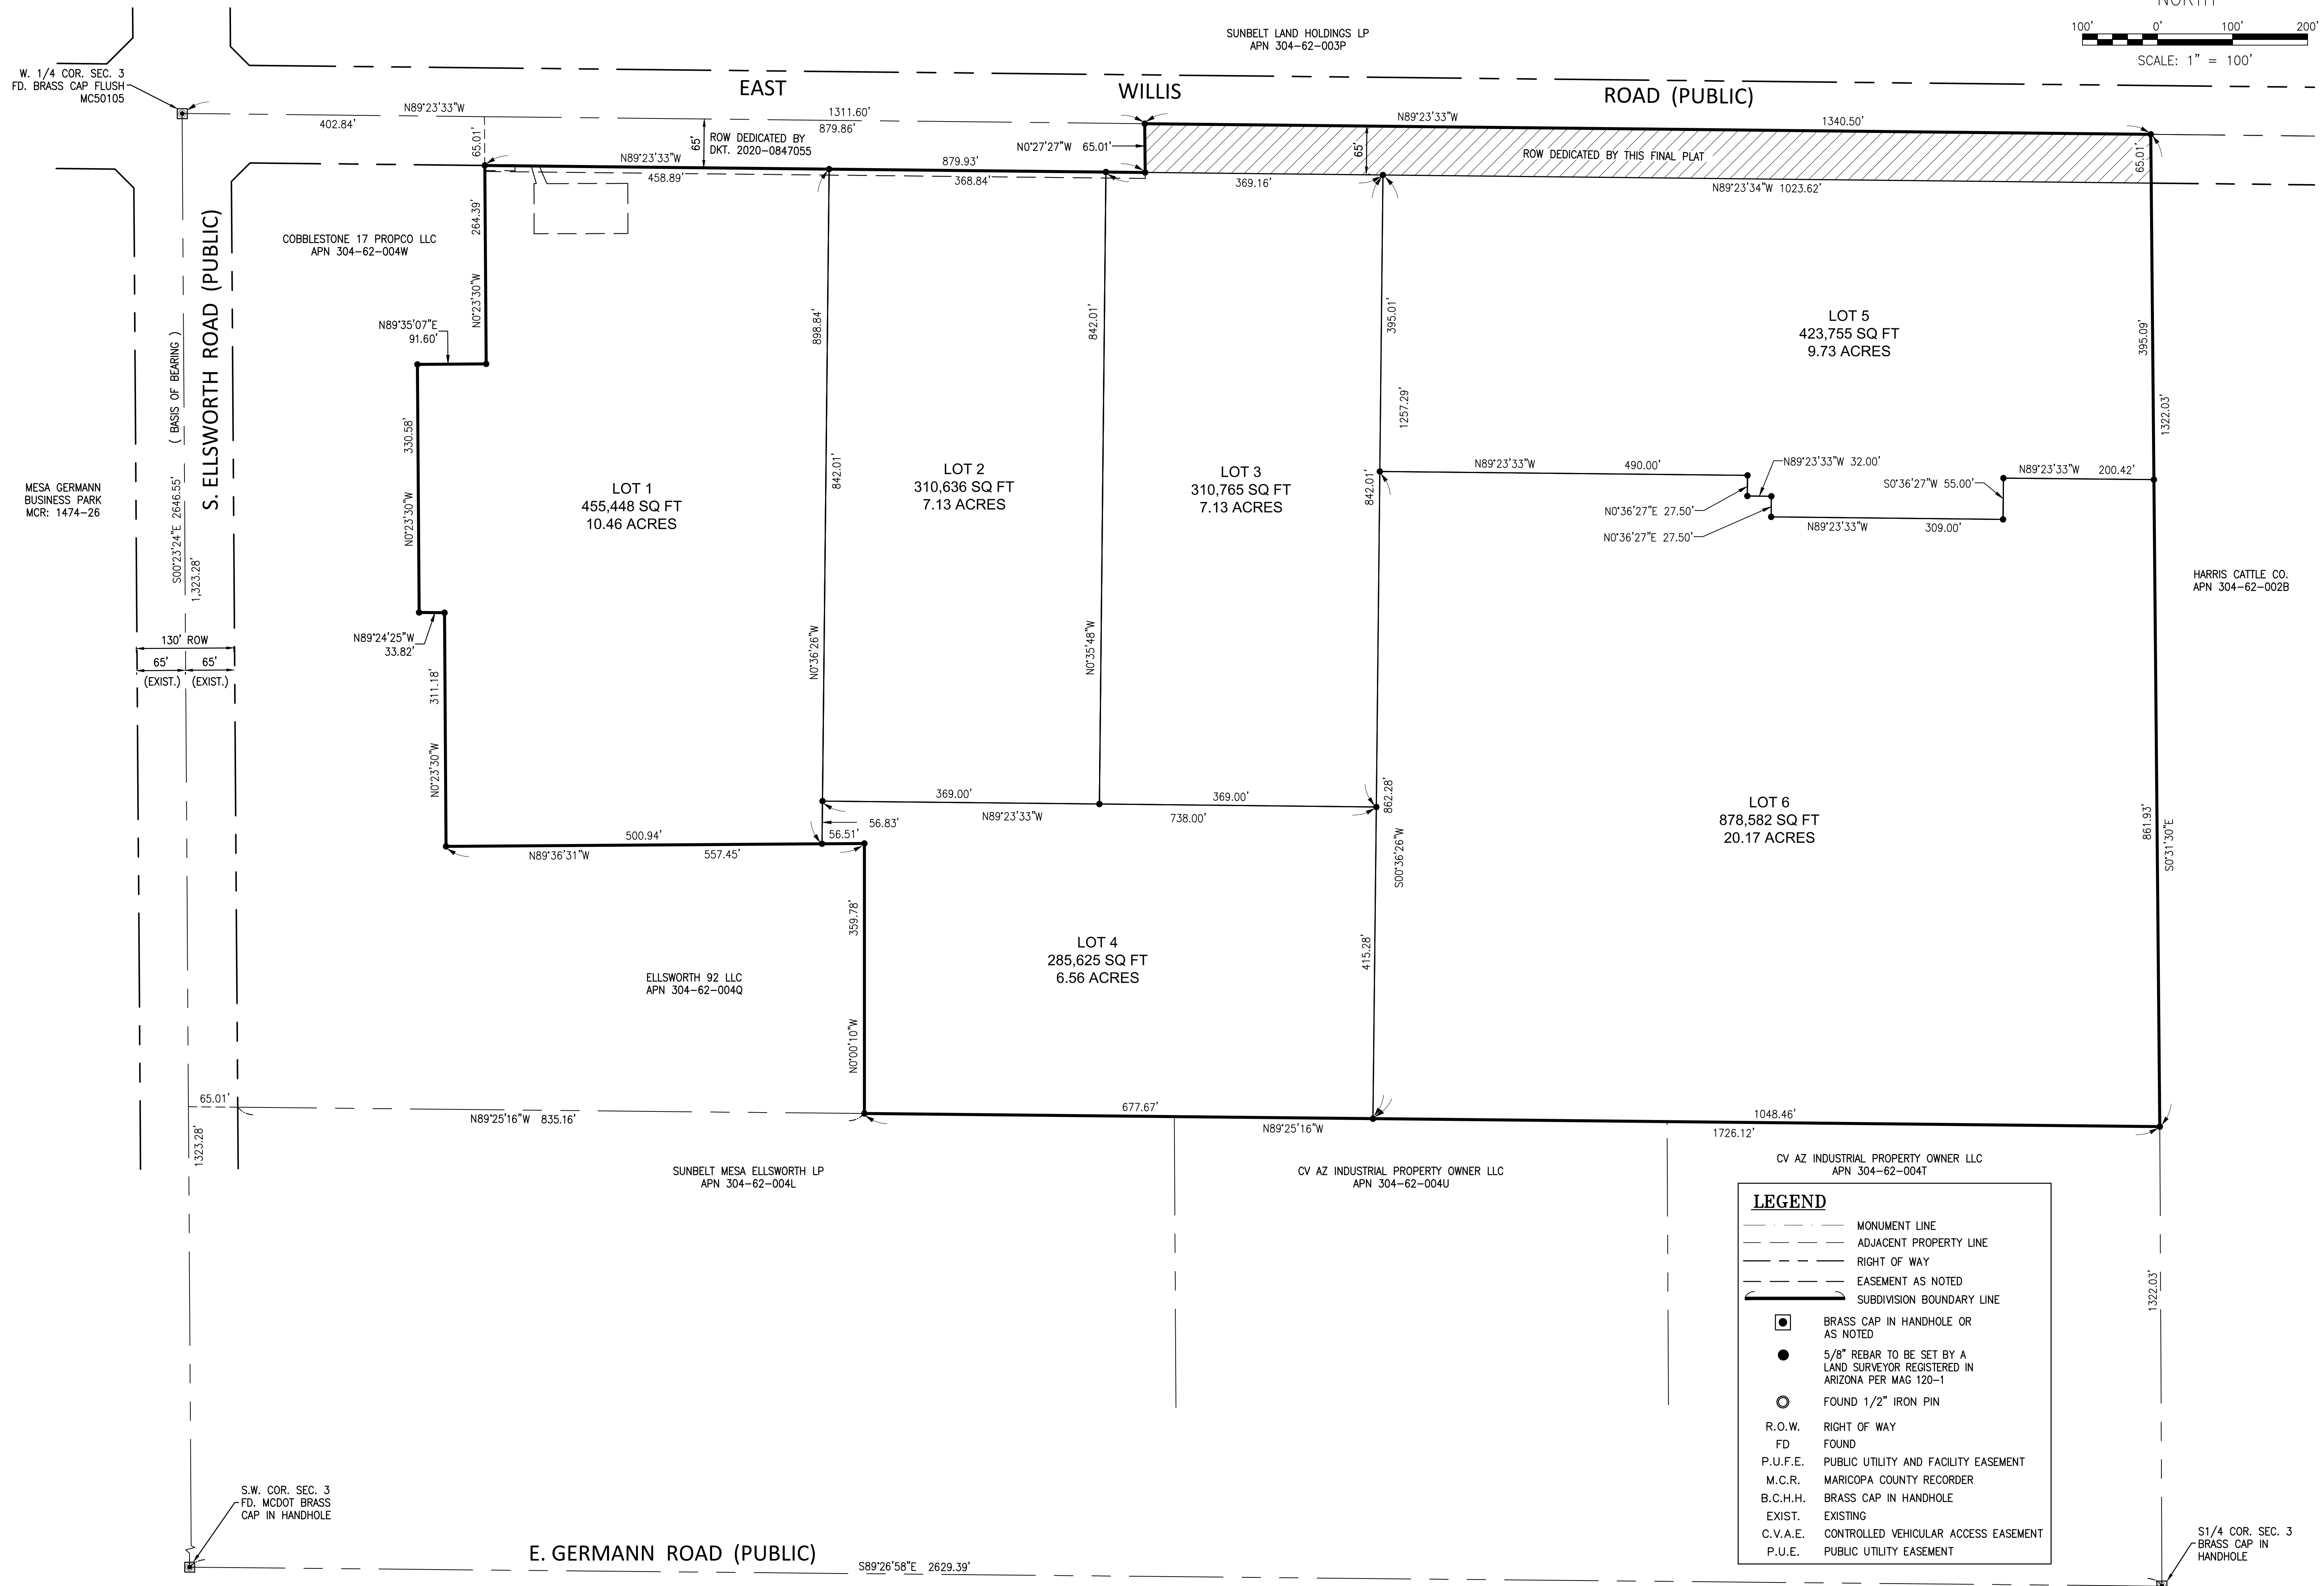 NORTH
100' 0' 100' 200'
SCALE: 1" = 100'
SUNBELT LAND HOLDINGS LP
APN 304-62-003P
W. 1/4 COR. SEC. 3
FD. BRASS CAP FLUSH
MC50105
EAST WILLIS ROAD (PUBLIC)
N89°23'33"W
402.84'
1311.60'
879.86'
65.01'
65'
ROW DEDICATED BY
DKT. 2020-0847055
N0°27'27"W 65.01'
N89°23'33"W
1340.50'
65'
ROW DEDICATED BY THIS FINAL PLAT
65.01'
N89°23'33"W
879.93'
458.89'
368.84'
369.16'
N89°23'34"W 1023.62'
S. ELLSWORTH ROAD (PUBLIC)
( BASIS OF BEARING )
S00°23'24"E 2646.55'
1,323.28'
COBBLESTONE 17 PROPCO LLC
APN 304-62-004W
264.39'
N0°23'30"W
N89°35'07"E
91.60'
330.58'
N0°23'30"W
N89°24'25"W
33.82'
311.18'
N0°23'30"W
MESA GERMANN
BUSINESS PARK
MCR: 1474-26
130' ROW
65' 65'
(EXIST.) (EXIST.)
LOT 1
455,448 SQ FT
10.46 ACRES
898.84'
842.01'
N0°36'26"W
LOT 2
310,636 SQ FT
7.13 ACRES
842.01'
N0°35'48"W
LOT 3
310,765 SQ FT
7.13 ACRES
395.01'
1257.29'
842.01'
862.28'
S00°36'26"W
415.28'
LOT 5
423,755 SQ FT
9.73 ACRES
395.09'
1322.03'
N89°23'33"W 490.00'
N89°23'33"W 32.00'
N0°36'27"E 27.50'
N0°36'27"E 27.50'
N89°23'33"W 309.00'
S0°36'27"W 55.00'
N89°23'33"W 200.42'
HARRIS CATTLE CO.
APN 304-62-002B
LOT 6
878,582 SQ FT
20.17 ACRES
861.93'
S0°31'30"E
369.00'
369.00'
N89°23'33"W
738.00'
56.83'
56.51'
500.94'
N89°36'31"W
557.45'
359.78'
N0°00'10"W
LOT 4
285,625 SQ FT
6.56 ACRES
ELLSWORTH 92 LLC
APN 304-62-004Q
65.01'
N89°25'16"W 835.16'
1323.28'
677.67'
N89°25'16"W
1048.46'
1726.12'
SUNBELT MESA ELLSWORTH LP
APN 304-62-004L
CV AZ INDUSTRIAL PROPERTY OWNER LLC
APN 304-62-004U
CV AZ INDUSTRIAL PROPERTY OWNER LLC
APN 304-62-004T
1322.03'
LEGEND
MONUMENT LINE
ADJACENT PROPERTY LINE
RIGHT OF WAY
EASEMENT AS NOTED
SUBDIVISION BOUNDARY LINE
BRASS CAP IN HANDHOLE OR
AS NOTED
5/8" REBAR TO BE SET BY A
LAND SURVEYOR REGISTERED IN
ARIZONA PER MAG 120-1
FOUND 1/2" IRON PIN
R.O.W. RIGHT OF WAY
FD FOUND
P.U.F.E. PUBLIC UTILITY AND FACILITY EASEMENT
M.C.R. MARICOPA COUNTY RECORDER
B.C.H.H. BRASS CAP IN HANDHOLE
EXIST. EXISTING
C.V.A.E. CONTROLLED VEHICULAR ACCESS EASEMENT
P.U.E. PUBLIC UTILITY EASEMENT
S.W. COR. SEC. 3
FD. MCDOT BRASS
CAP IN HANDHOLE
E. GERMANN ROAD (PUBLIC)
S89°26'58"E 2629.39'
S1/4 COR. SEC. 3
BRASS CAP IN
HANDHOLE